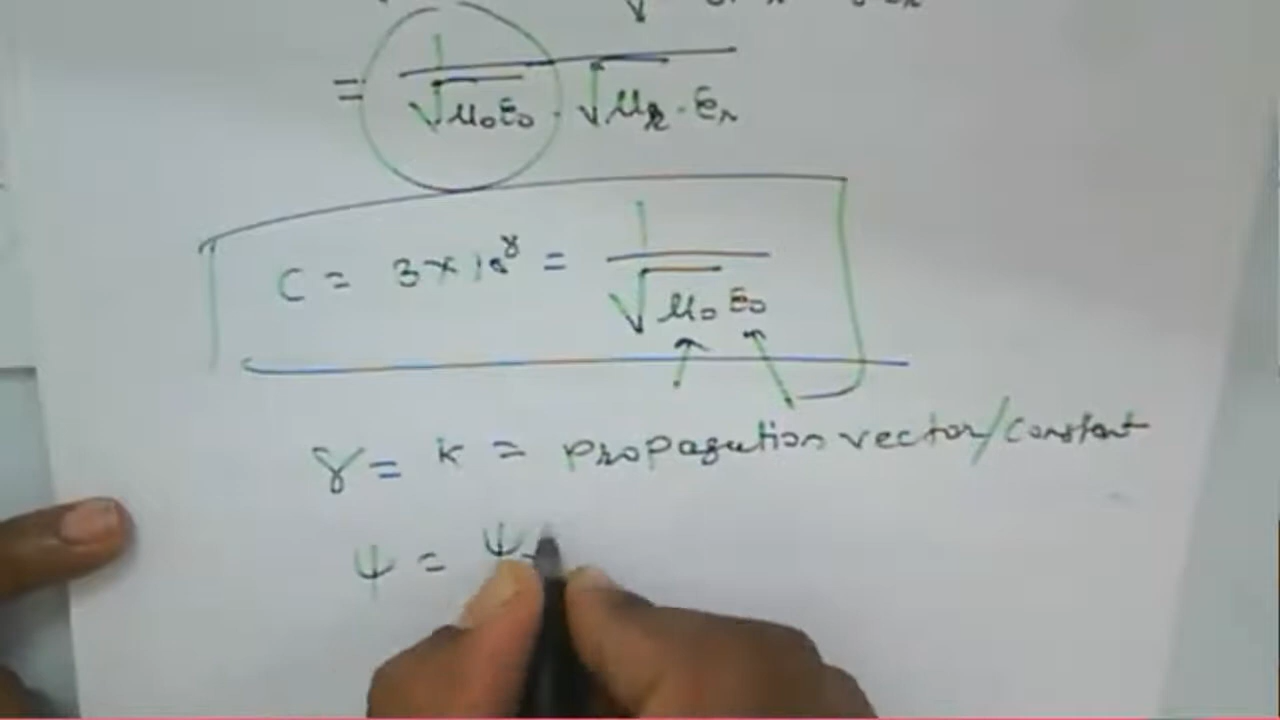 = 1 / √μ₀ε₀ · √μr · εr
C = 3×10⁸ = 1 / √μ₀ε₀
γ = k = propagation vector/constant
ψ = ψ